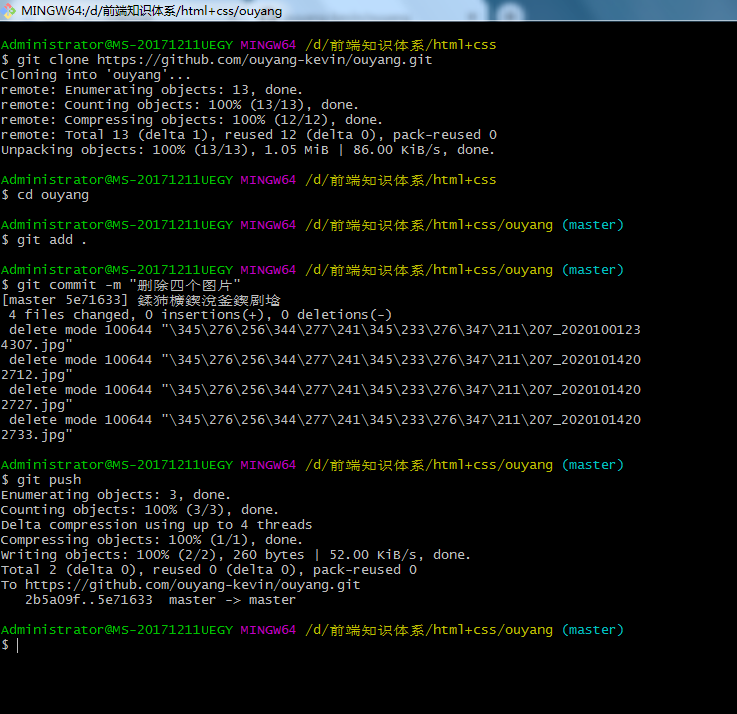 MINGW64:/d/前端知识体系/html+css/ouyang
Administrator@MS-20171211UEGY MINGW64 /d/前端知识体系/html+css
$ git clone https://github.com/ouyang-kevin/ouyang.git
Cloning into 'ouyang'...
remote: Enumerating objects: 13, done.
remote: Counting objects: 100% (13/13), done.
remote: Compressing objects: 100% (12/12), done.
remote: Total 13 (delta 1), reused 12 (delta 0), pack-reused 0
Unpacking objects: 100% (13/13), 1.05 MiB | 86.00 KiB/s, done.
Administrator@MS-20171211UEGY MINGW64 /d/前端知识体系/html+css
$ cd ouyang
Administrator@MS-20171211UEGY MINGW64 /d/前端知识体系/html+css/ouyang (master)
$ git add .
Administrator@MS-20171211UEGY MINGW64 /d/前端知识体系/html+css/ouyang (master)
$ git commit -m "删除四个图片"
[master 5e71633]
4 files changed, 0 insertions(+), 0 deletions(-)
delete mode 100644 "\345\276\256\344\277\241\345\233\276\347\211\207_2020100123
4307.jpg"
delete mode 100644 "\345\276\256\344\277\241\345\233\276\347\211\207_2020101420
2712.jpg"
delete mode 100644 "\345\276\256\344\277\241\345\233\276\347\211\207_2020101420
2727.jpg"
delete mode 100644 "\345\276\256\344\277\241\345\233\276\347\211\207_2020101420
2733.jpg"
Administrator@MS-20171211UEGY MINGW64 /d/前端知识体系/html+css/ouyang (master)
$ git push
Enumerating objects: 3, done.
Counting objects: 100% (3/3), done.
Delta compression using up to 4 threads
Compressing objects: 100% (1/1), done.
Writing objects: 100% (2/2), 260 bytes | 52.00 KiB/s, done.
Total 2 (delta 0), reused 0 (delta 0), pack-reused 0
To https://github.com/ouyang-kevin/ouyang.git
2b5a09f..5e71633  master -> master
Administrator@MS-20171211UEGY MINGW64 /d/前端知识体系/html+css/ouyang (master)
$